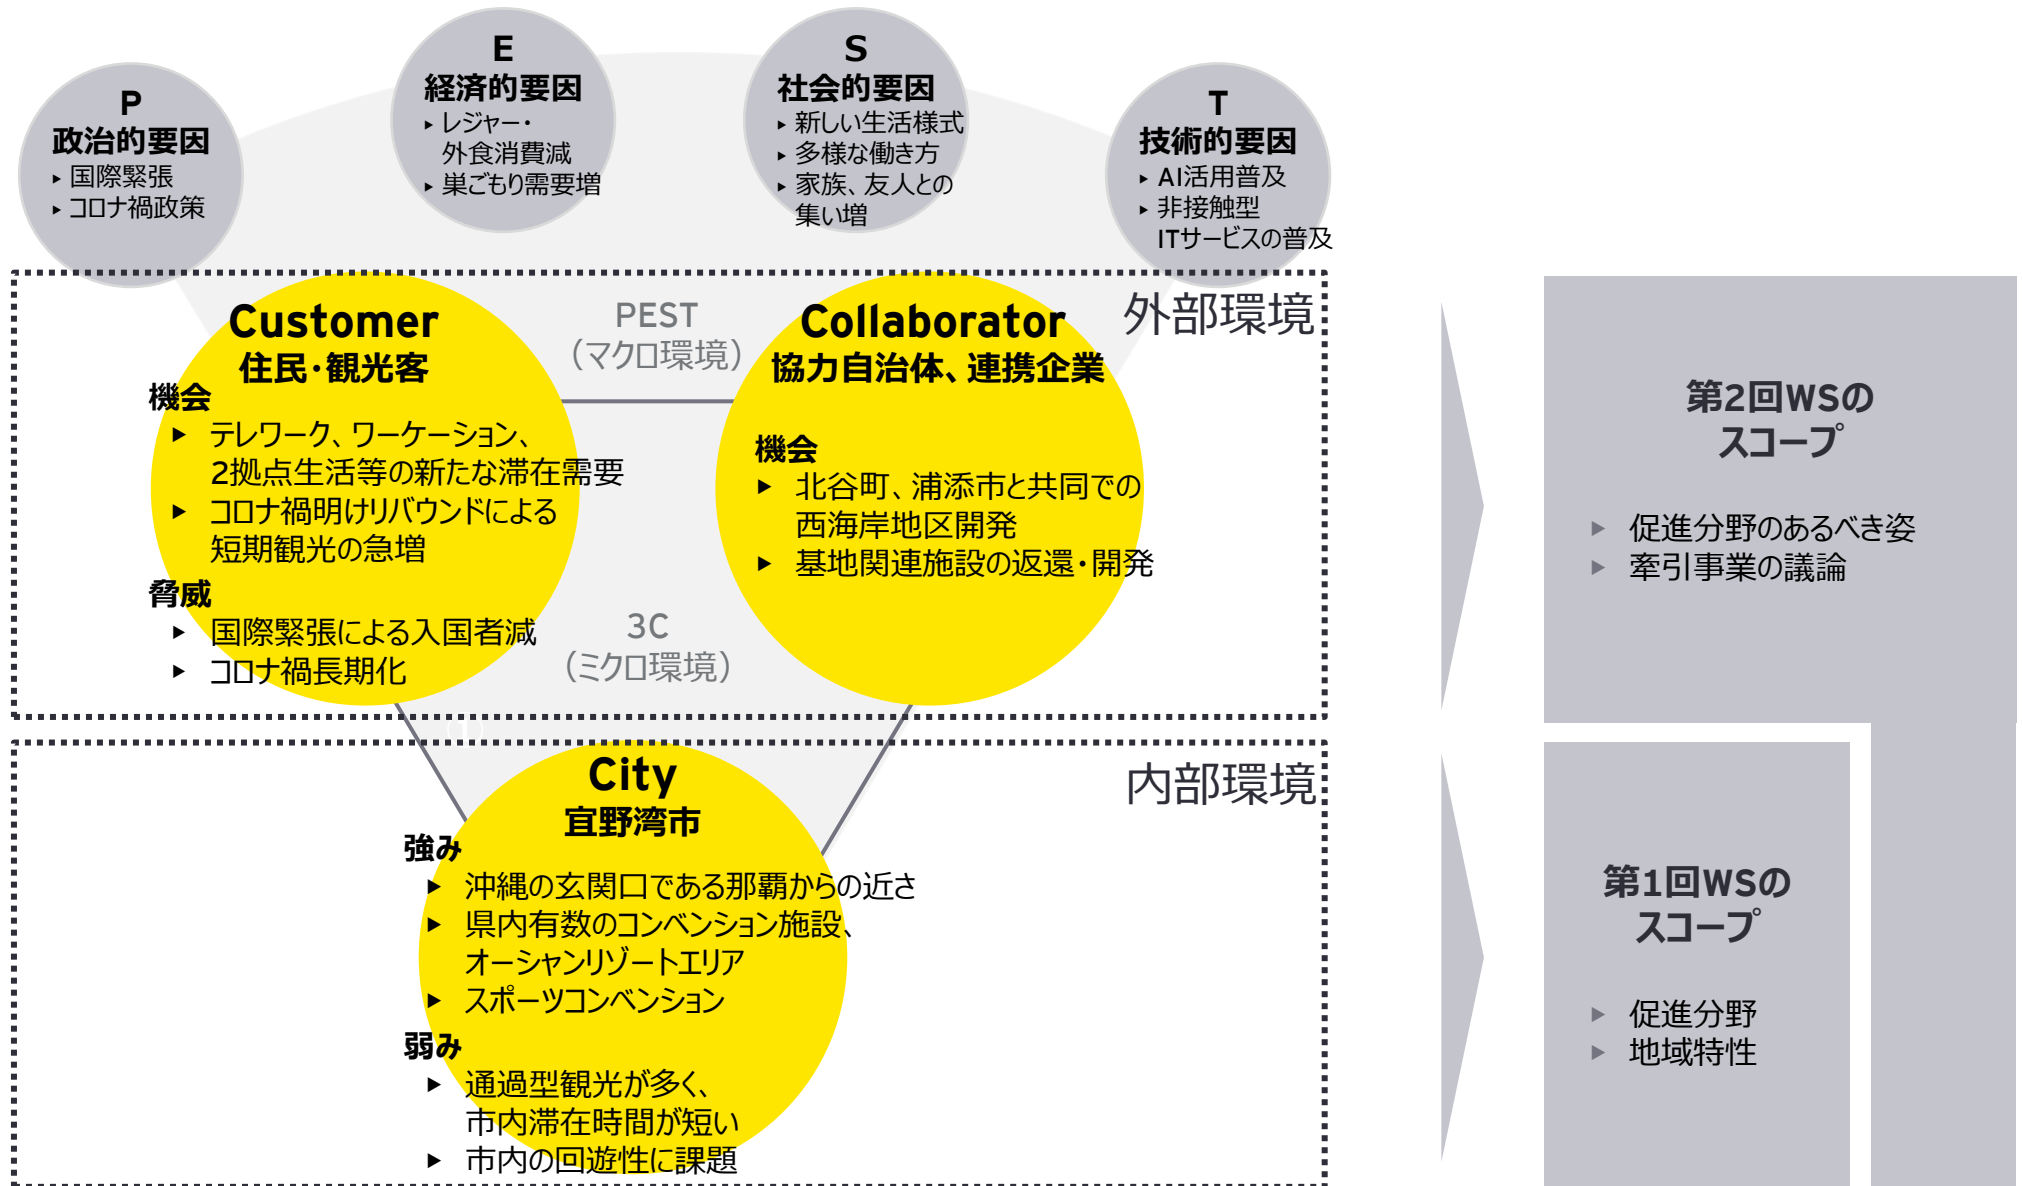 P
政治的要因
▸ 国際緊張
▸ コロナ禍政策
E
経済的要因
▸ レジャー・
外食消費減
▸ 巣ごもり需要増
S
社会的要因
▸ 新しい生活様式
▸ 多様な働き方
▸ 家族、友人との
集い増
T
技術的要因
▸ AI活用普及
▸ 非接触型
ITサービスの普及
外部環境
PEST
（マクロ環境）
Customer
住民・観光客
機会
▶ テレワーク、ワーケーション、
2拠点生活等の新たな滞在需要
▶ コロナ禍明けリバウンドによる
短期観光の急増
脅威
▶ 国際緊張による入国者減
▶ コロナ禍長期化
Collaborator
協力自治体、連携企業
機会
▶ 北谷町、浦添市と共同での
西海岸地区開発
▶ 基地関連施設の返還・開発
3C
（ミクロ環境）
内部環境
City
宜野湾市
強み
▶ 沖縄の玄関口である那覇からの近さ
▶ 県内有数のコンベンション施設、
オーシャンリゾートエリア
▶ スポーツコンベンション
弱み
▶ 通過型観光が多く、
市内滞在時間が短い
▶ 市内の回遊性に課題
第2回WSの
スコープ
▶ 促進分野のあるべき姿
▶ 牽引事業の議論
第1回WSの
スコープ
▶ 促進分野
▶ 地域特性